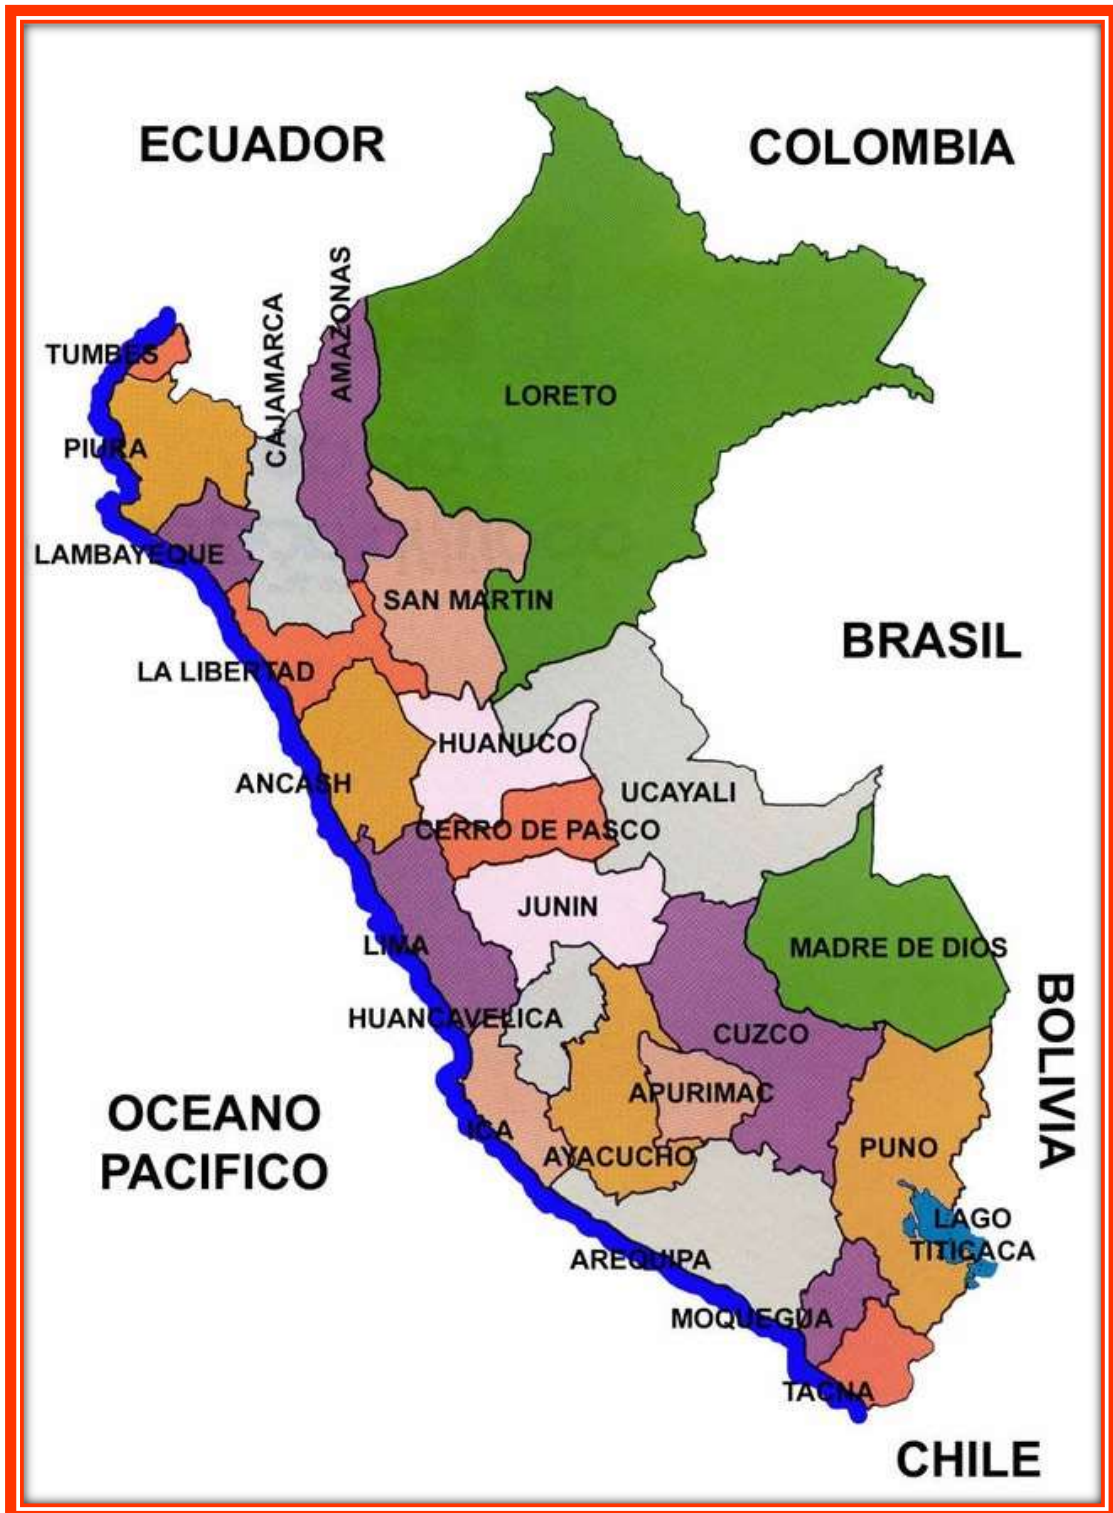 ECUADOR
COLOMBIA
AMAZONAS
CAJAMARCA
TUMBES
LORETO
PIURA
LAMBAYEQUE
SAN MARTIN
BRASIL
LA LIBERTAD
HUANUCO
ANCASH
UCAYALI
CERRO DE PASCO
JUNIN
LIMA
MADRE DE DIOS
HUANCAVELICA
CUZCO
BOLIVIA
APURIMAC
OCEANO
PACIFICO
ICA
AYACUCHO
PUNO
LAGO
TITICACA
AREQUIPA
MOQUEGUA
TACNA
CHILE